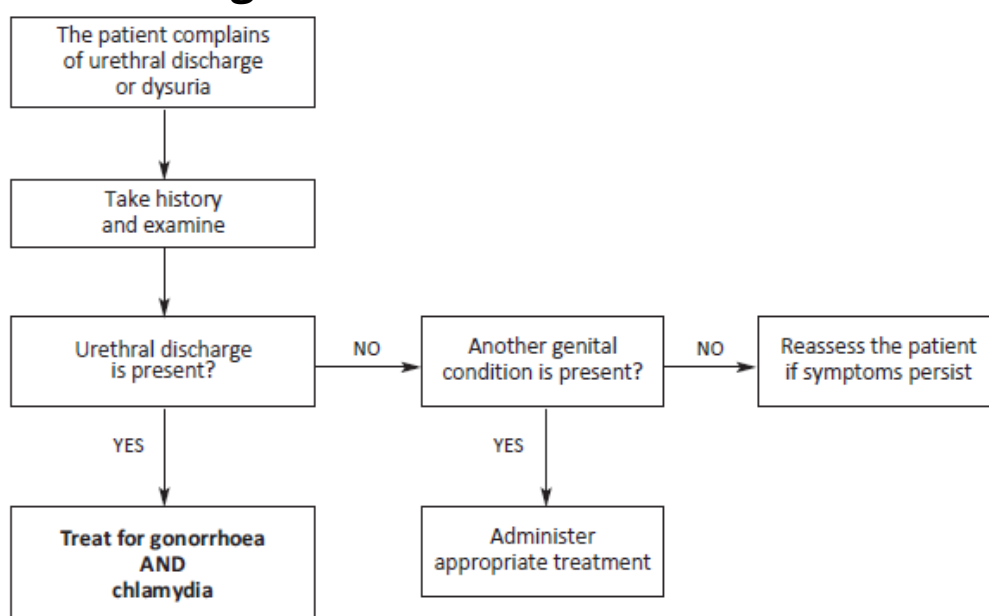 The patient complains
of urethral discharge
or dysuria
Take history
and examine
Urethral discharge
is present?
NO
Another genital
condition is present?
NO
Reassess the patient
if symptoms persist
YES
YES
Treat for gonorrhoea
AND
chlamydia
Administer
appropriate treatment